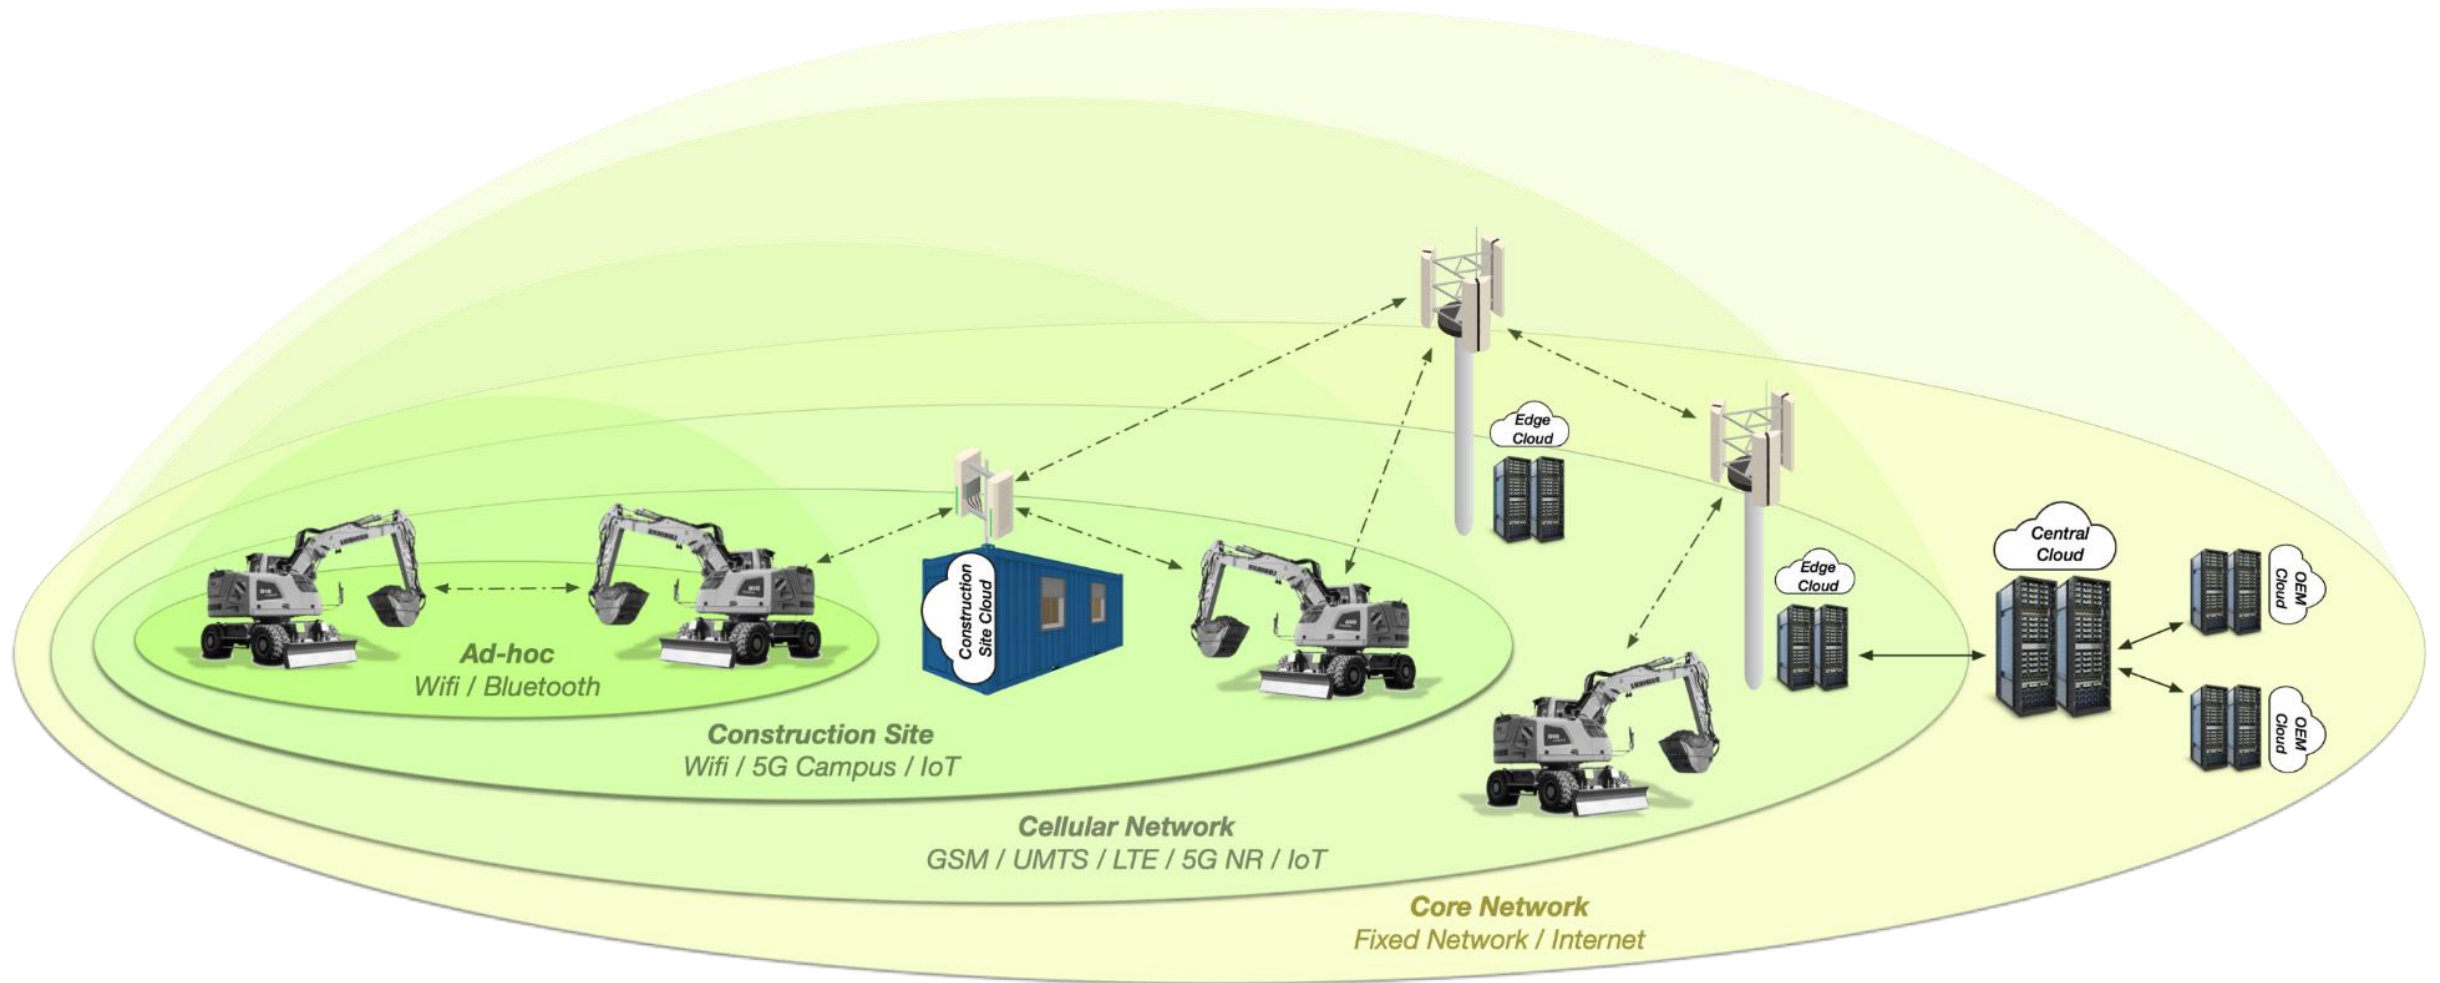 Edge
Cloud
Edge
Cloud
Central
Cloud
OEM
Cloud
OEM
Cloud
Construction
Site Cloud
LIEBHERR
Ad-hoc
Wifi / Bluetooth
Construction Site
Wifi / 5G Campus / IoT
Cellular Network
GSM / UMTS / LTE / 5G NR / IoT
Core Network
Fixed Network / Internet